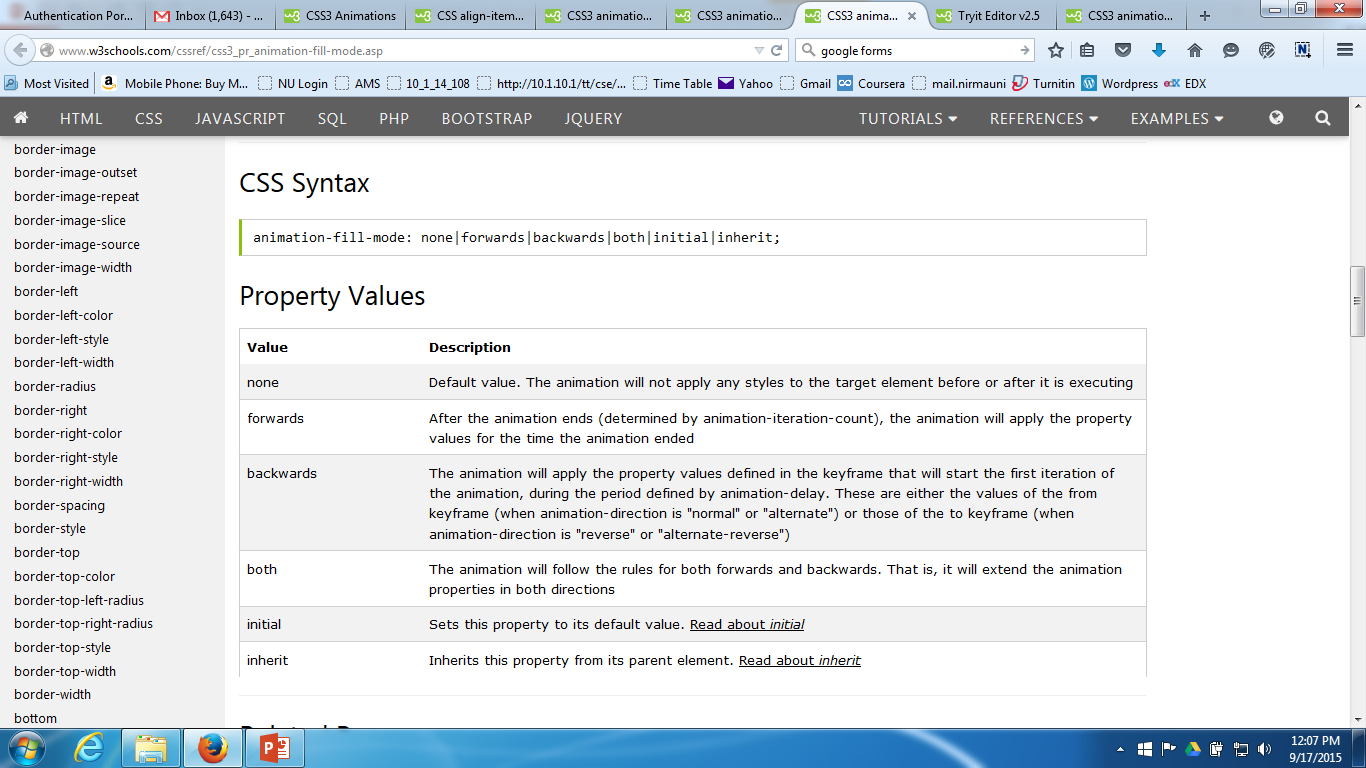 Authentication Por...
Inbox (1,643) - ...
CSS3 Animations
CSS align-item...
CSS3 animatio...
CSS3 animatio...
CSS3 anima...
Tryit Editor v2.5
CSS3 animatio...
www.w3schools.com/cssref/css3_pr_animation-fill-mode.asp
google forms
Most Visited
Mobile Phone: Buy M...
NU Login
AMS
10_1_14_108
http://10.1.10.1/tt/cse/...
Time Table
Yahoo
Gmail
Coursera
mail.nirmauni
Turnitin
Wordpress
EDX
HTML
CSS
JAVASCRIPT
SQL
PHP
BOOTSTRAP
JQUERY
TUTORIALS
REFERENCES
EXAMPLES
border-image
border-image-outset
border-image-repeat
border-image-slice
border-image-source
border-image-width
border-left
border-left-color
border-left-style
border-left-width
border-radius
border-right
border-right-color
border-right-style
border-right-width
border-spacing
border-style
border-top
border-top-color
border-top-left-radius
border-top-right-radius
border-top-style
border-top-width
border-width
bottom
CSS Syntax
animation-fill-mode: none|forwards|backwards|both|initial|inherit;
Property Values
Value Description
none Default value. The animation will not apply any styles to the target element before or after it is executing
forwards After the animation ends (determined by animation-iteration-count), the animation will apply the property
values for the time the animation ended
backwards The animation will apply the property values defined in the keyframe that will start the first iteration of
the animation, during the period defined by animation-delay. These are either the values of the from
keyframe (when animation-direction is "normal" or "alternate") or those of the to keyframe (when
animation-direction is "reverse" or "alternate-reverse")
both The animation will follow the rules for both forwards and backwards. That is, it will extend the animation
properties in both directions
initial Sets this property to its default value. Read about initial
inherit Inherits this property from its parent element. Read about inherit
12:07 PM
9/17/2015